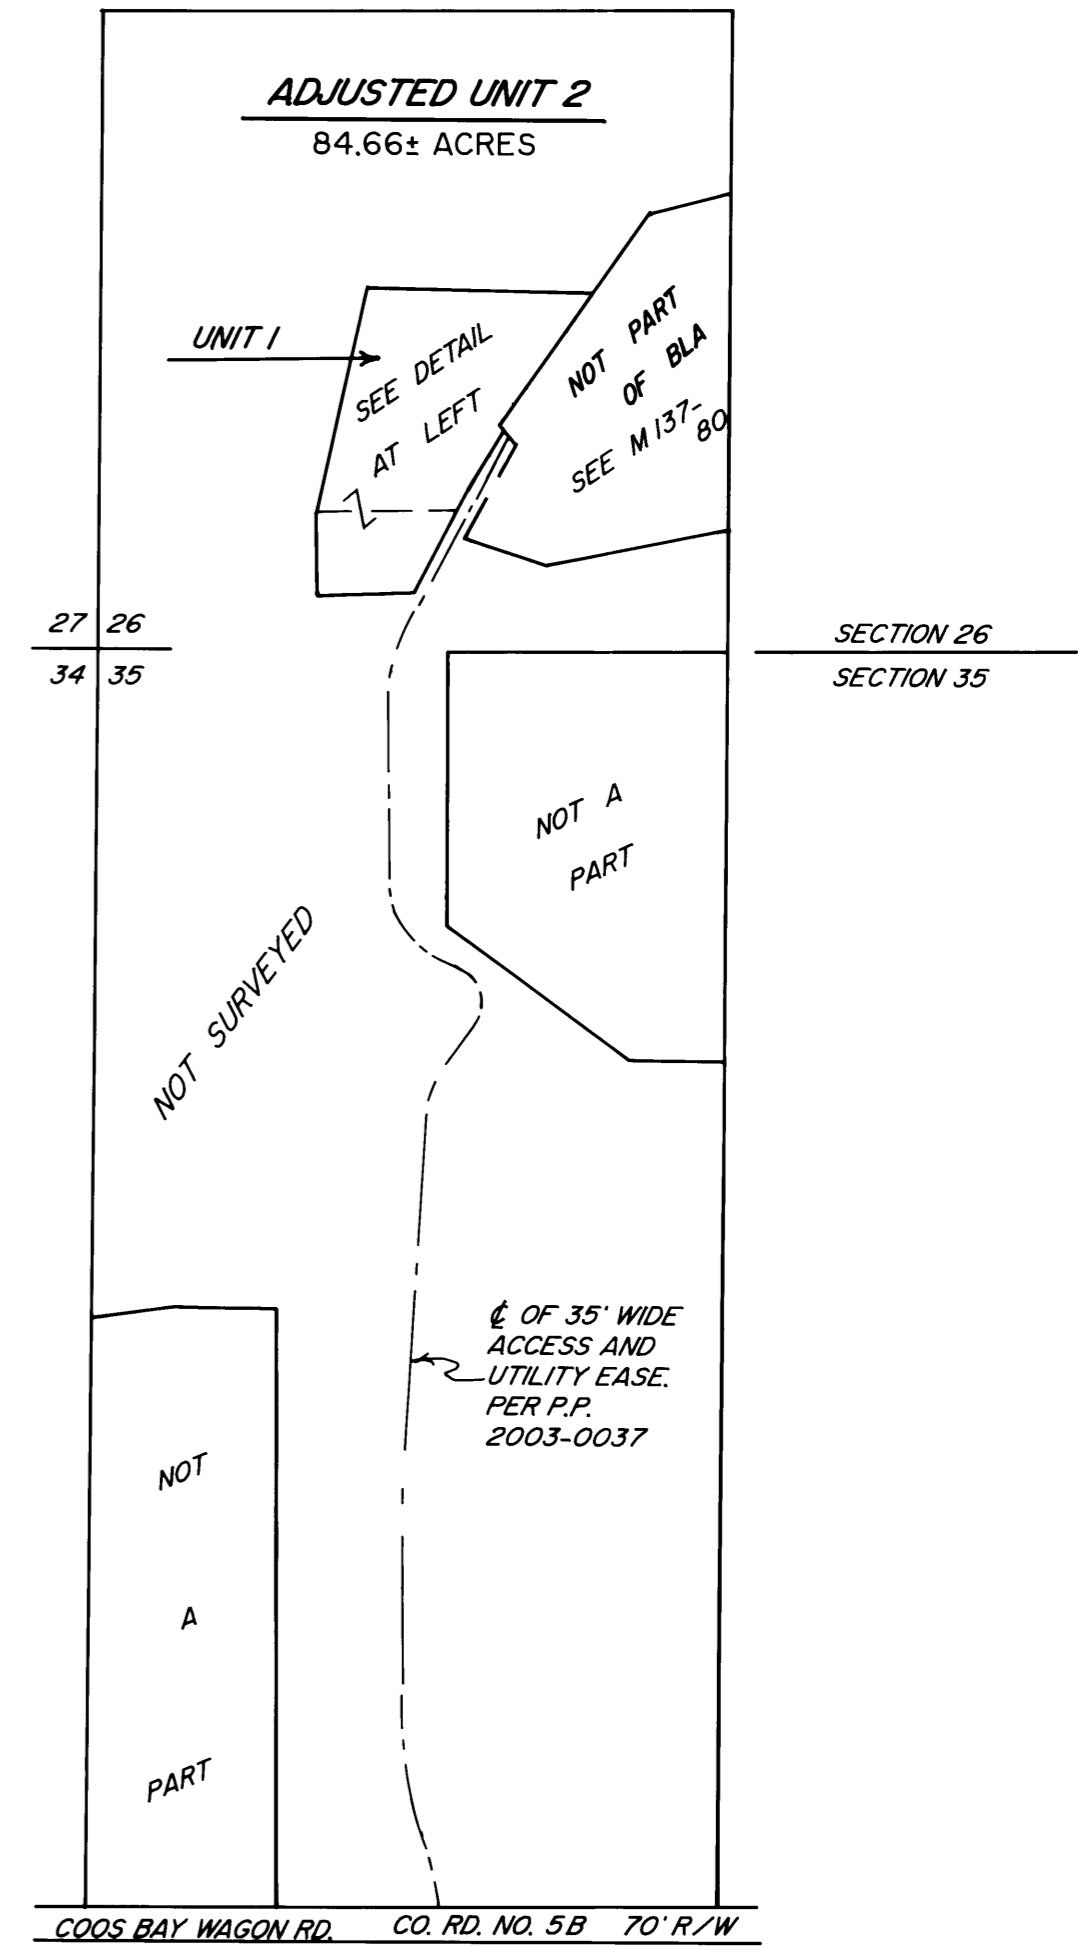 ADJUSTED UNIT 2
84.66± ACRES
UNIT 1
SEE DETAIL
AT LEFT
NOT PART
OF BLA
SEE M137-
80
27 26
34 35
SECTION 26
SECTION 35
NOT A
PART
NOT SURVEYED
℄ OF 35' WIDE
ACCESS AND
UTILITY EASE.
PER P.P.
2003-0037
NOT
A
PART
COOS BAY WAGON RD. CO. RD. NO. 5B 70' R/W